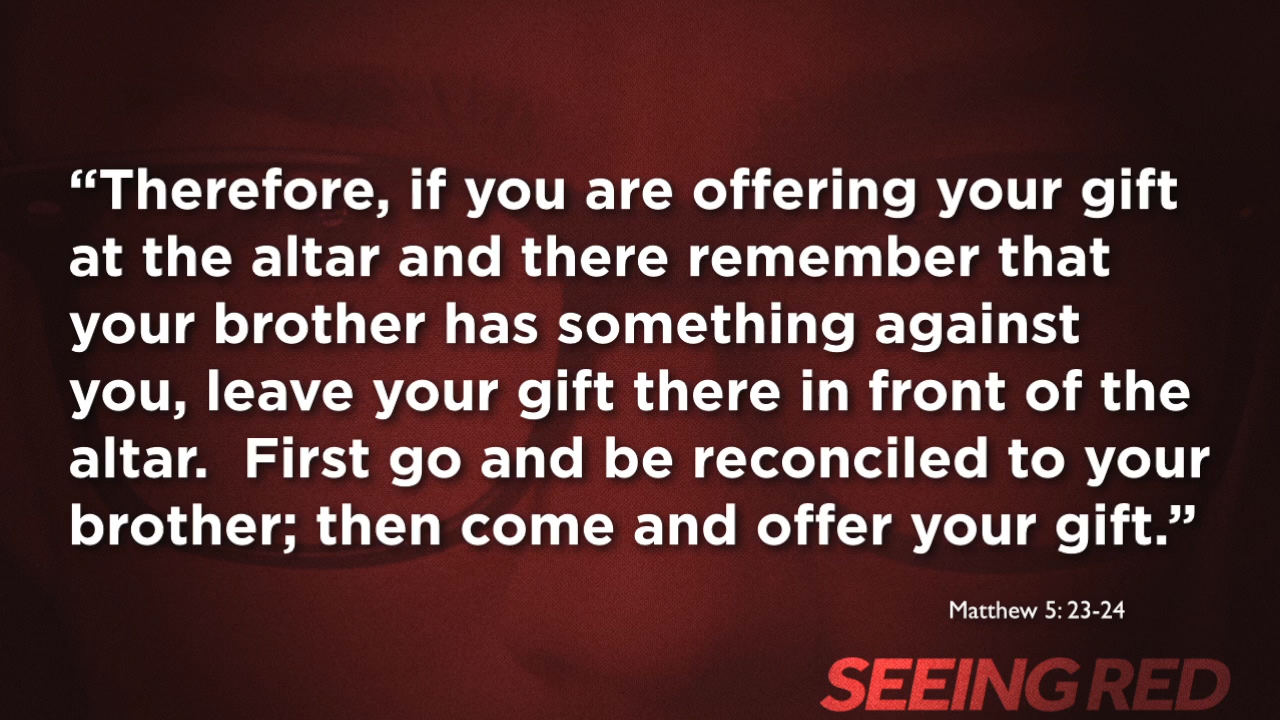 “Therefore, if you are offering your gift
at the altar and there remember that
your brother has something against
you, leave your gift there in front of the
altar.  First go and be reconciled to your
brother; then come and offer your gift.”
Matthew 5: 23-24
SEEING RED